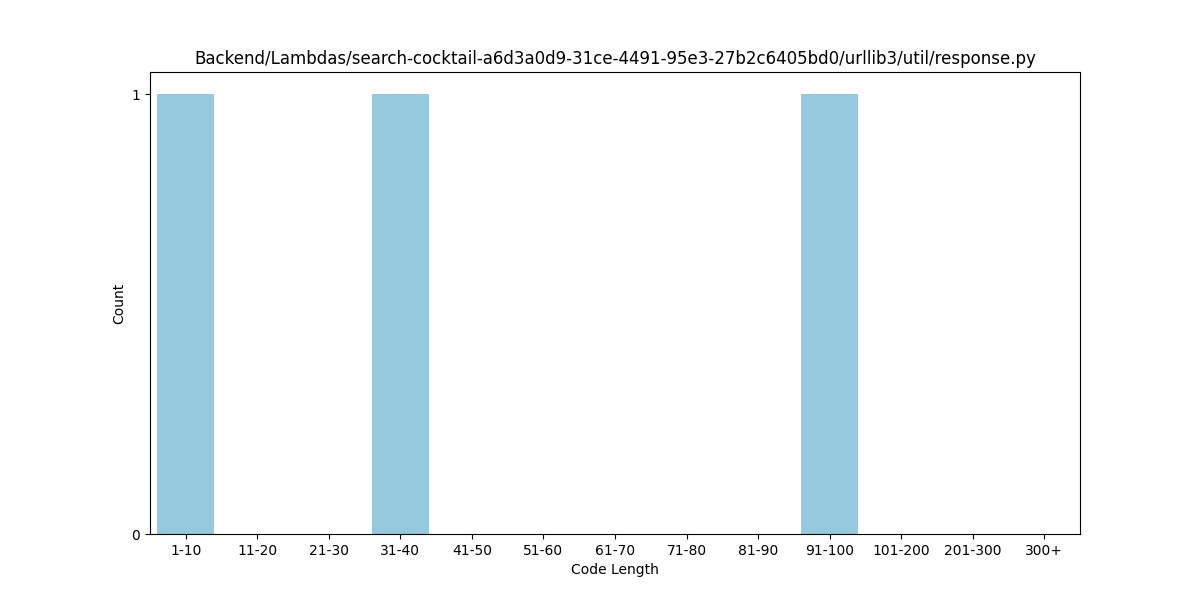 Backend/Lambdas/search-cocktail-a6d3a0d9-31ce-4491-95e3-27b2c6405bd0/urllib3/util/response.py
1
Count
0
1-10 11-20 21-30 31-40 41-50 51-60 61-70 71-80 81-90 91-100 101-200 201-300 300+
Code Length